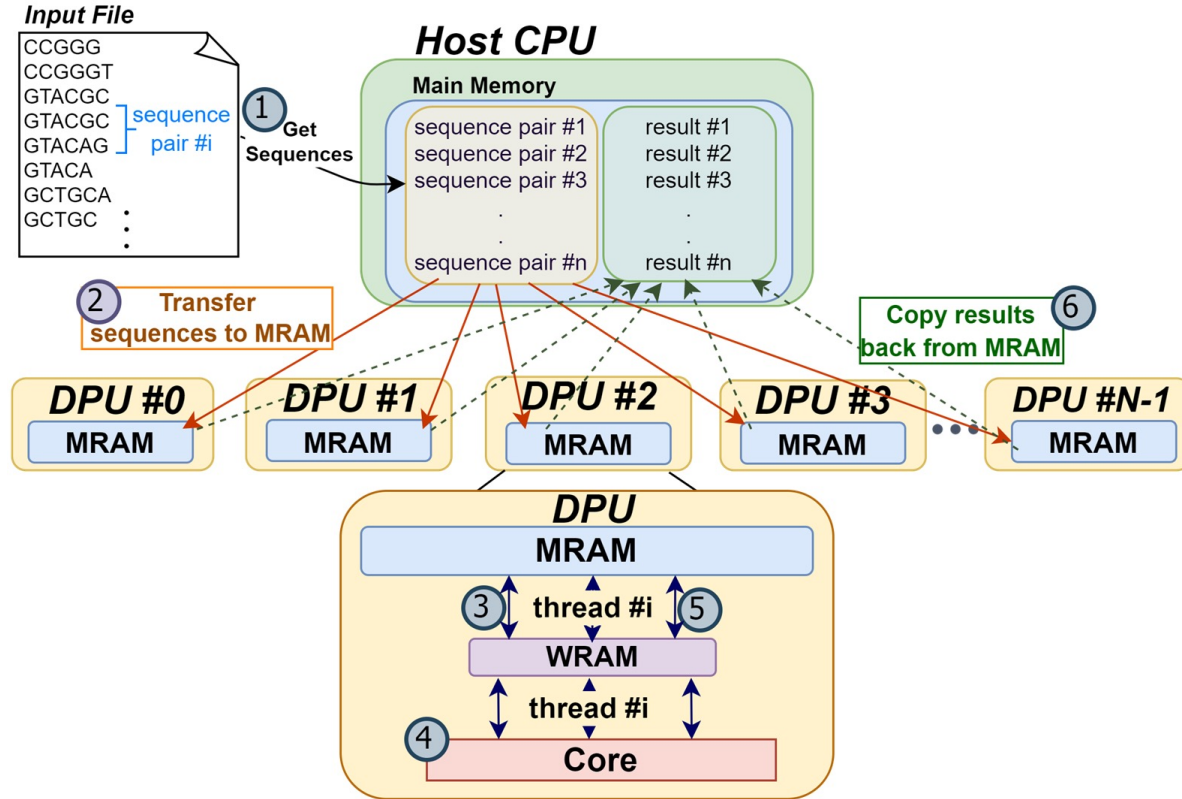 Input File
CCGGG
CCGGGT
GTACGC
GTACGC
GTACAG
GTACA
GCTGCA
GCTGC
sequence
pair #i
1
Get
Sequences
Host CPU
Main Memory
sequence pair #1
sequence pair #2
sequence pair #3
.
.
sequence pair #n
result #1
result #2
result #3
.
.
result #n
2
Transfer
sequences to MRAM
6
Copy results
back from MRAM
DPU #0
MRAM
DPU #1
MRAM
DPU #2
MRAM
DPU #3
MRAM
DPU #N-1
MRAM
DPU
MRAM
3
thread #i
5
WRAM
thread #i
4
Core